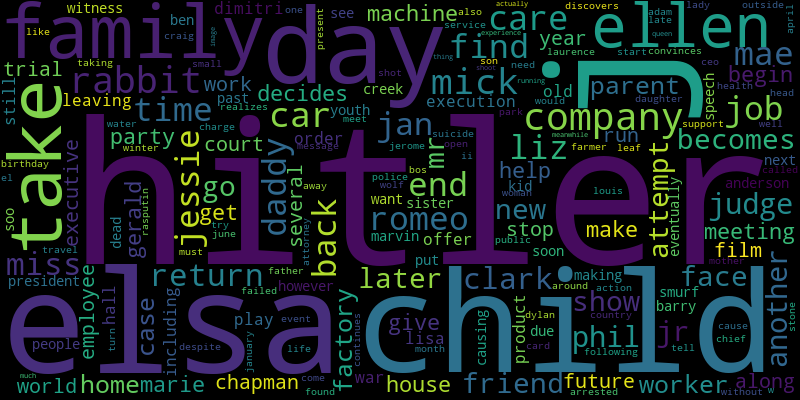 witness
ben
dimitri
one
see
machine
care
ellen
adam
late
lady
outside
like
craig
family
day
image
present
also
service
queen
actually
experience
discovers
april
taking
son
find
year
mae
trial
rabbit
small
mick
parent
begin
laurence
start
convinces
ceo
still
leaving
work
decides
shot
creek
thing
shoot
need
old
daughter
health
head
take
time
past
realizes
car
youth
execution
running
would
speech
job
party
charge
meet
jan
company
jr
support
farmer
leaf
well
birthday
water
winter
court
order
message
suicide
jerome
open
ii
park
meanwhile
run
becomes
el
executive
jessie
daddy
mr
liz
attempt
next
called
soo
gerald
go
several
away
police
wolf
bos
help
kid
woman
louis
anderson
travel
dead
rasputin
get
try
june
want
sister
romeo
end
new
stop
eventually
judge
miss
hall
must
attorney
back
marvin
offer
public
soon
make
meeting
film
president
return
father
put
later
clark
making
action
country
around
face
mother
another
employee
case
failed
however
hitler
elsa
child
show
smurf
barry
cause
chief
stone
people
turn
including
despite
play
event
january
life
factory
continues
give
lisa
month
causing
product
due
dylan
card
phil
following
tell
jr
world
home
marie
much
chapman
come
found
war
house
friend
future
arrested
worker
without
w
along